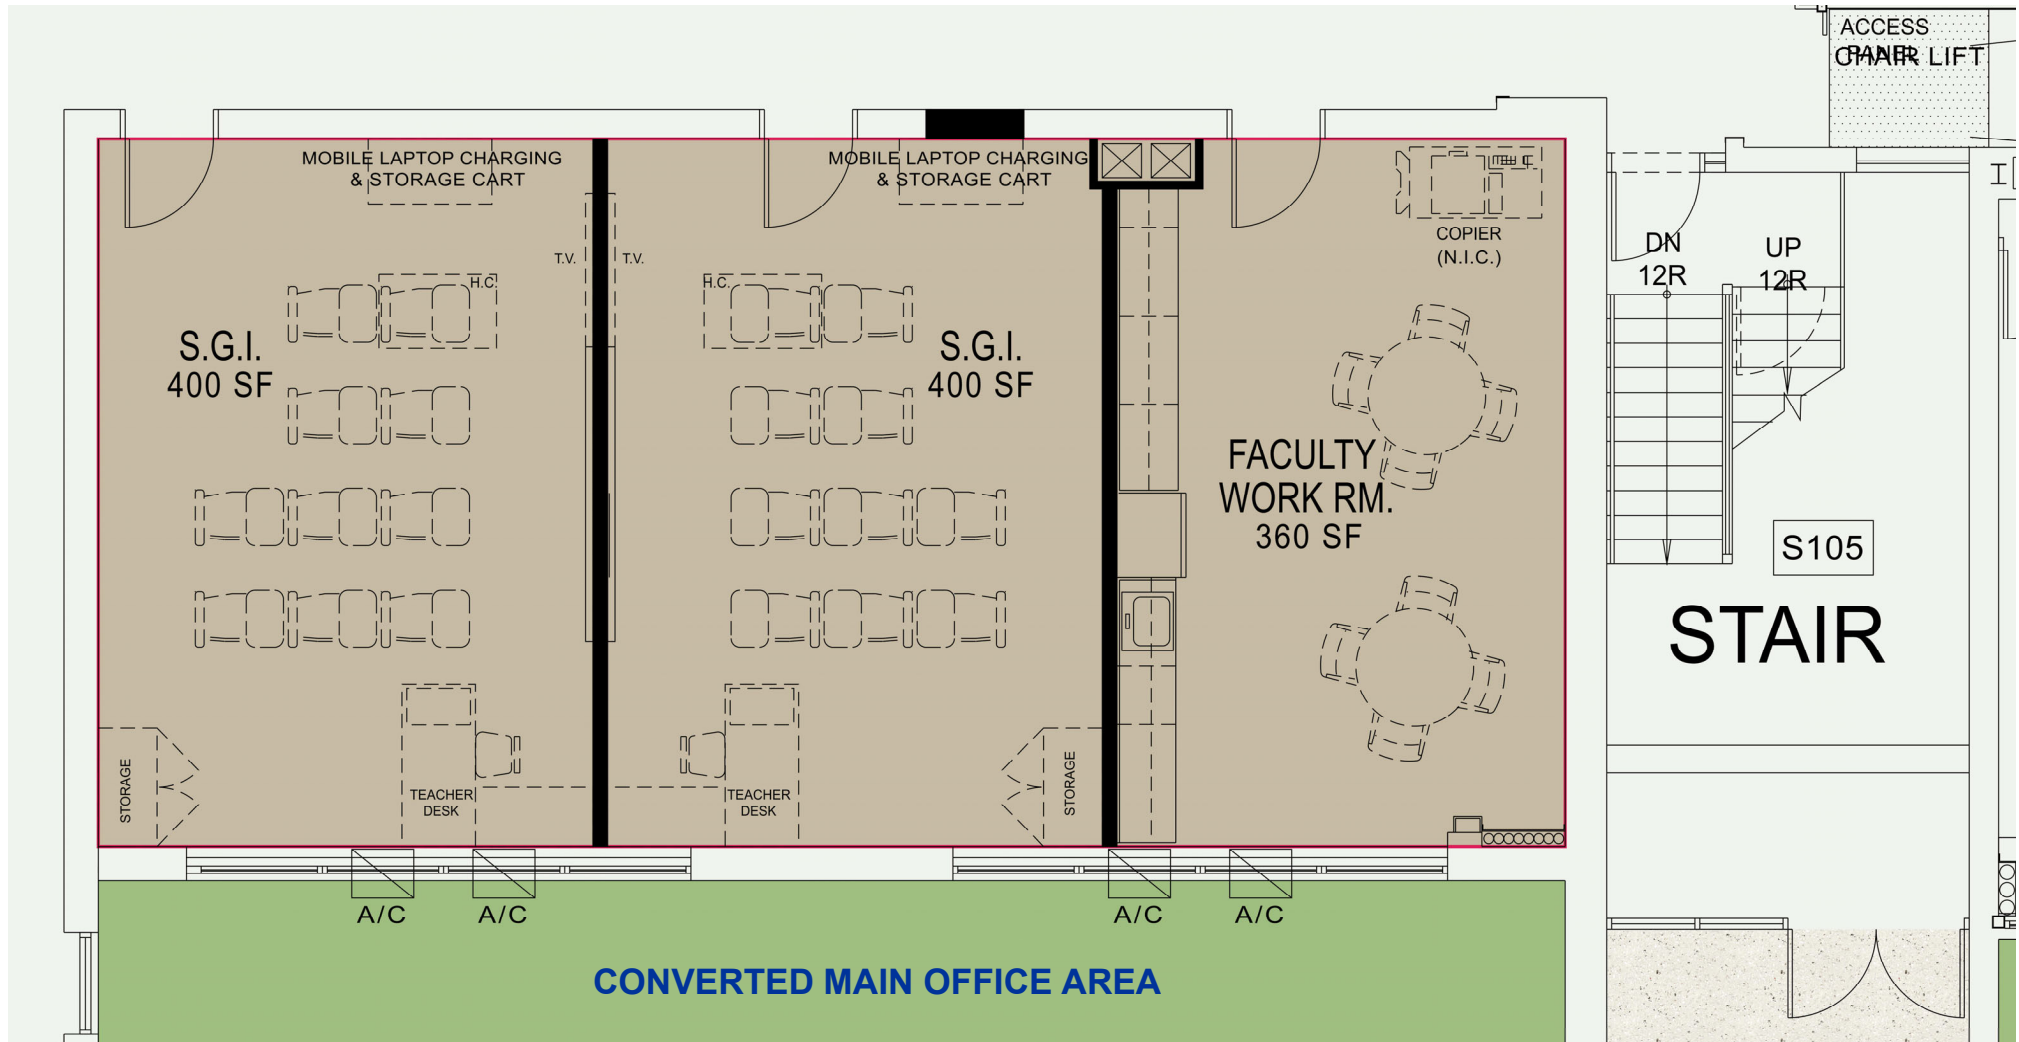 ACCESS
PANEL
CHAIR LIFT
MOBILE LAPTOP CHARGING
& STORAGE CART
MOBILE LAPTOP CHARGING
& STORAGE CART
COPIER
(N.I.C.)
T.V.
T.V.
H.C.
H.C.
DN
12R
UP
12R
S.G.I.
400 SF
S.G.I.
400 SF
FACULTY
WORK RM.
360 SF
S105
STAIR
STORAGE
TEACHER
DESK
TEACHER
DESK
STORAGE
A/C
A/C
A/C
A/C
CONVERTED MAIN OFFICE AREA